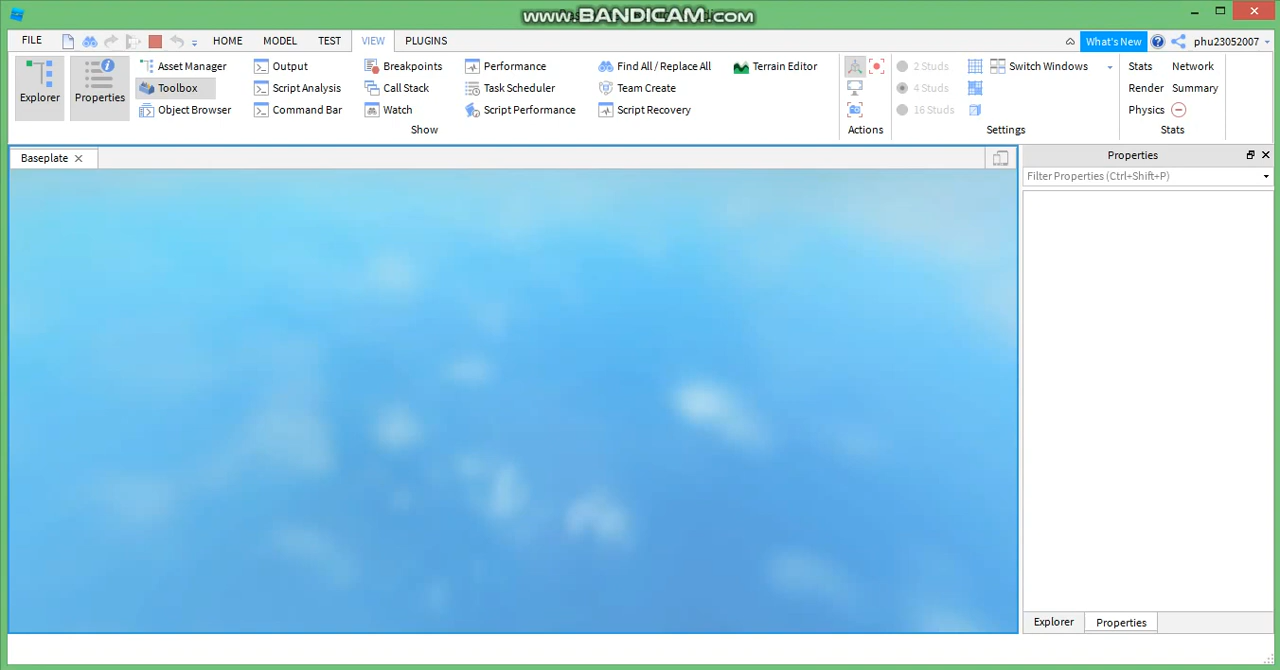 www.BANDICAM.com
FILE HOME MODEL TEST VIEW PLUGINS What's New phu23052007
Explorer
Properties
Asset Manager
Toolbox
Object Browser
Output
Script Analysis
Command Bar
Breakpoints
Call Stack
Watch
Performance
Task Scheduler
Script Performance
Find All / Replace All
Team Create
Script Recovery
Terrain Editor
Show
Actions
2 Studs
4 Studs
16 Studs
Switch Windows
Settings
Stats Network
Render Summary
Physics
Stats
Baseplate
Properties
Filter Properties (Ctrl+Shift+P)
Explorer Properties